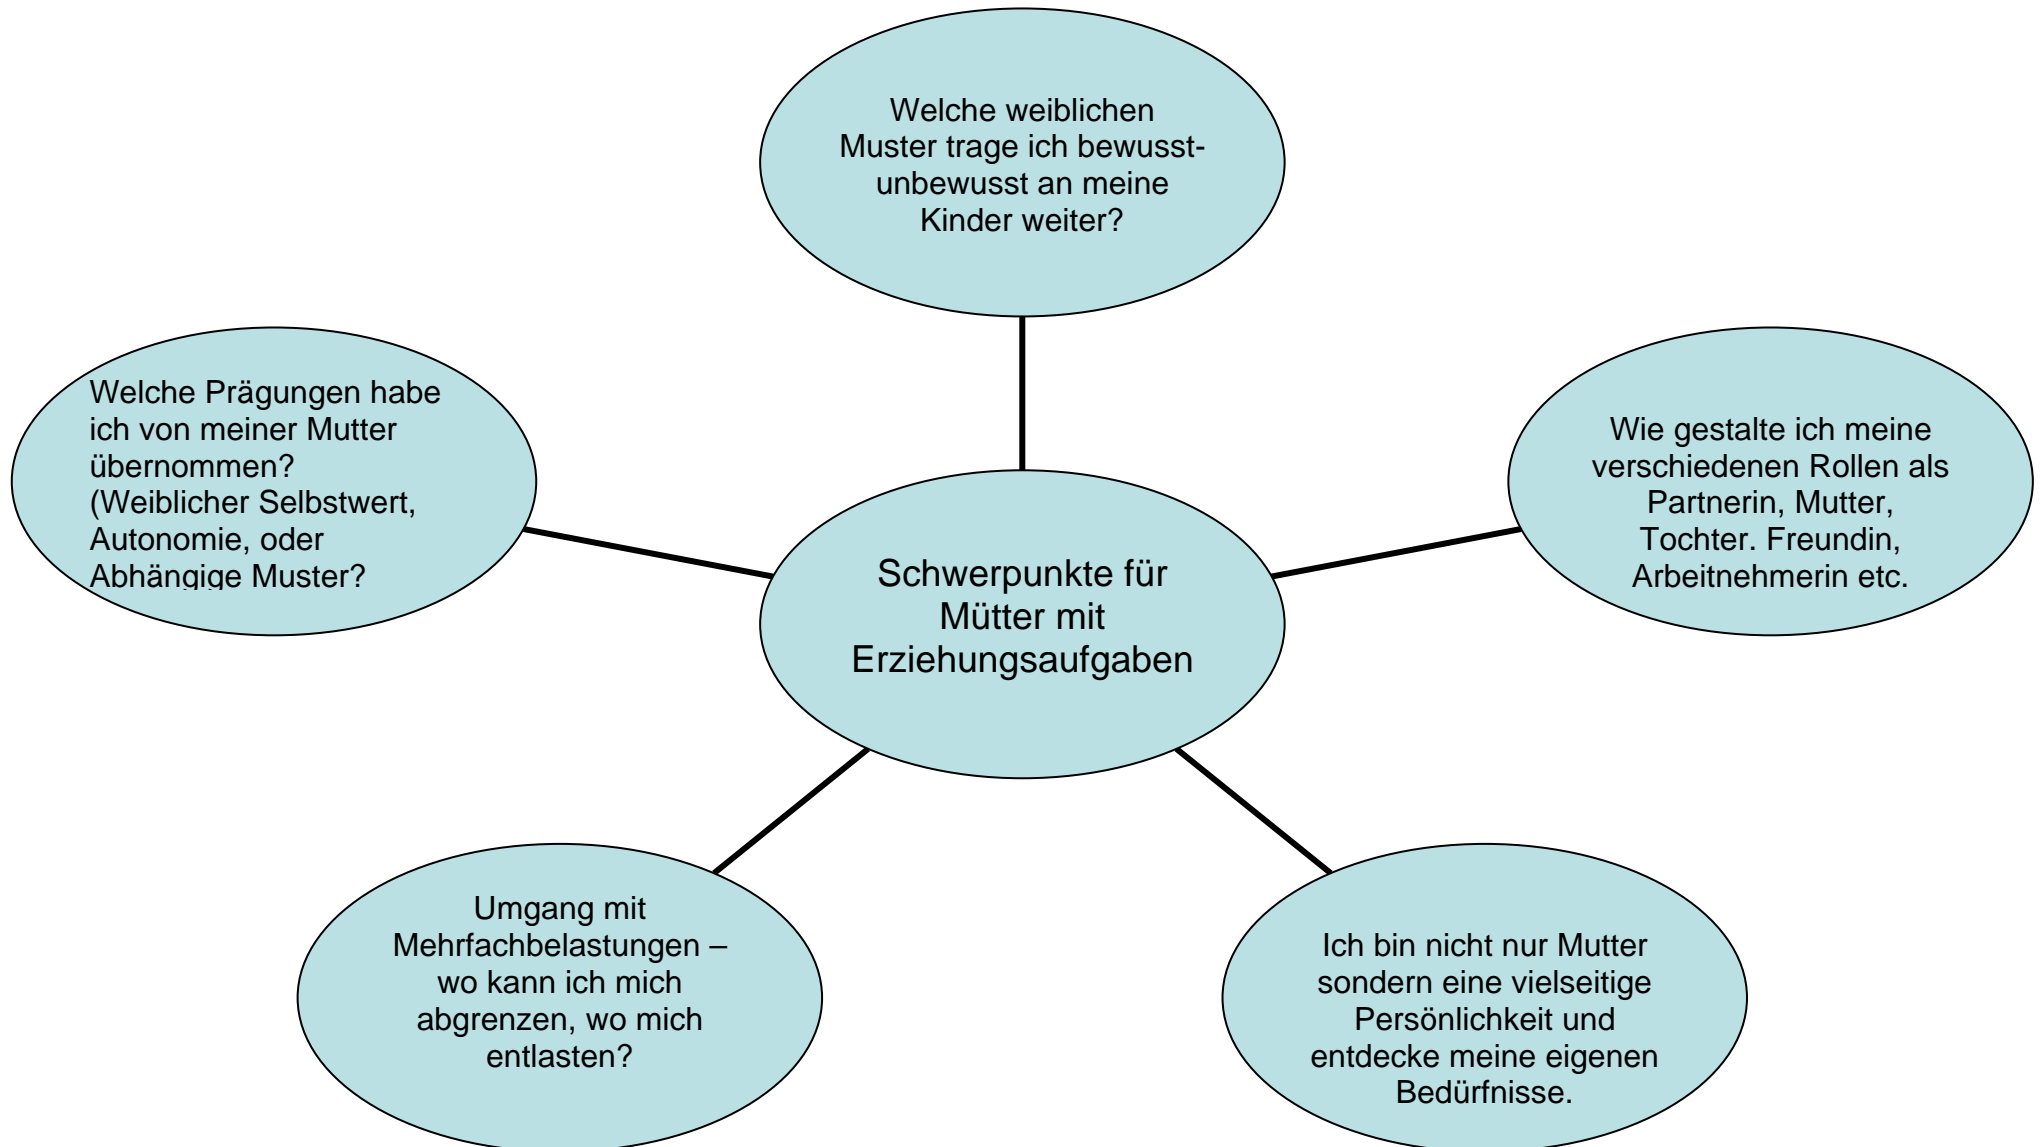 Welche weiblichen
Muster trage ich bewusst-
unbewusst an meine
Kinder weiter?
Welche Prägungen habe
ich von meiner Mutter
übernommen?
(Weiblicher Selbstwert,
Autonomie, oder
Abhängige Muster?
Wie gestalte ich meine
verschiedenen Rollen als
Partnerin, Mutter,
Tochter. Freundin,
Arbeitnehmerin etc.
Schwerpunkte für
Mütter mit
Erziehungsaufgaben
Umgang mit
Mehrfachbelastungen –
wo kann ich mich
abgrenzen, wo mich
entlasten?
Ich bin nicht nur Mutter
sondern eine vielseitige
Persönlichkeit und
entdecke meine eigenen
Bedürfnisse.